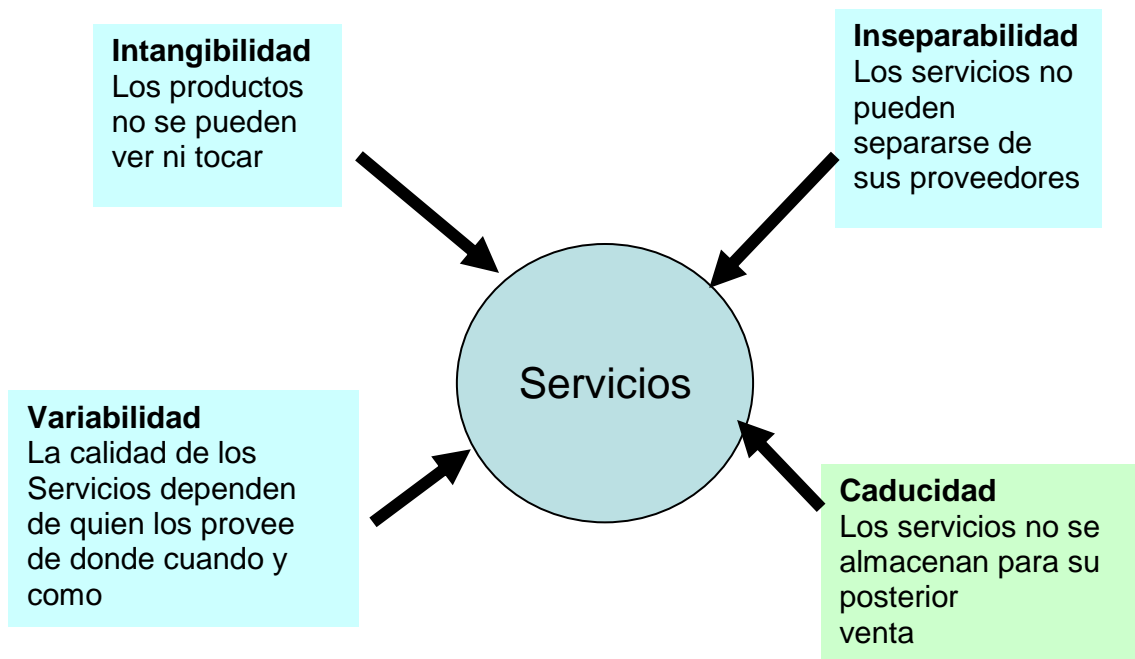 Intangibilidad
Los productos
no se pueden
ver ni tocar
Inseparabilidad
Los servicios no
pueden
separarse de
sus proveedores
Servicios
Variabilidad
La calidad de los
Servicios dependen
de quien los provee
de donde cuando y
como
Caducidad
Los servicios no se
almacenan para su
posterior
venta